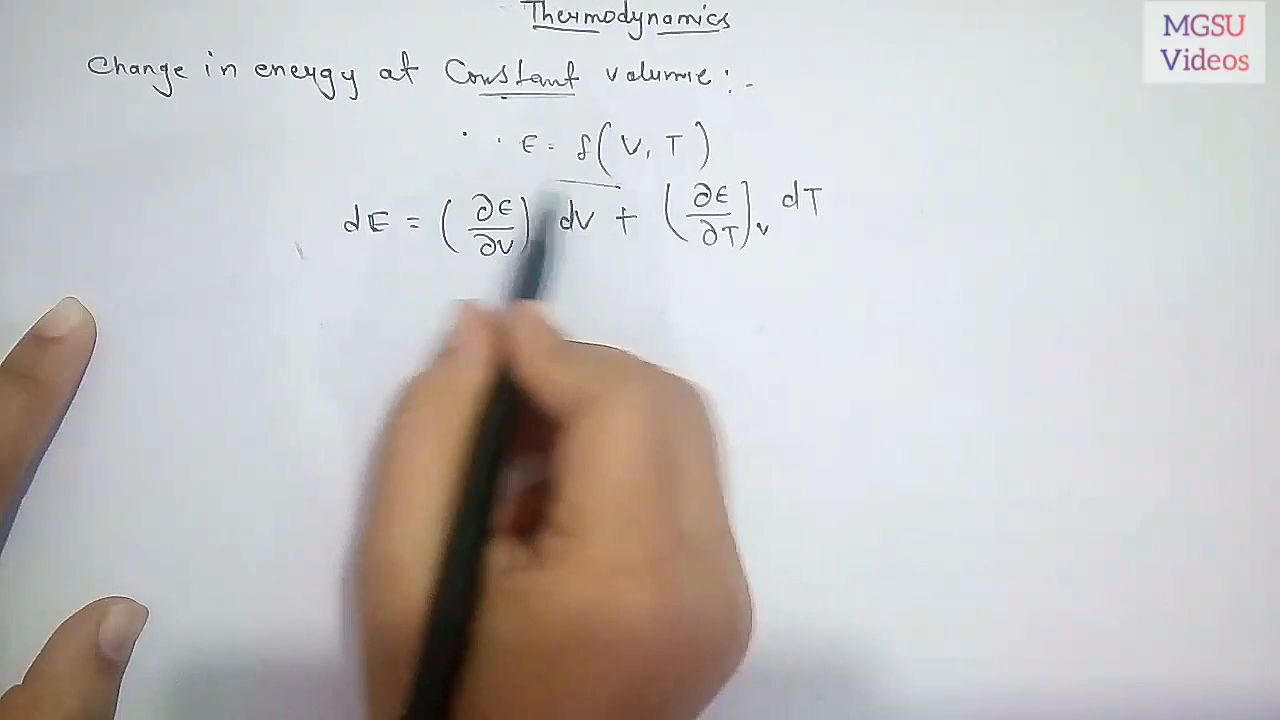 Thermodynamics
MGSU
Videos
Change in energy at Constant volume :-
∵ E = f(V, T)
dE = (∂E/∂V) dV + (∂E/∂T)v dT